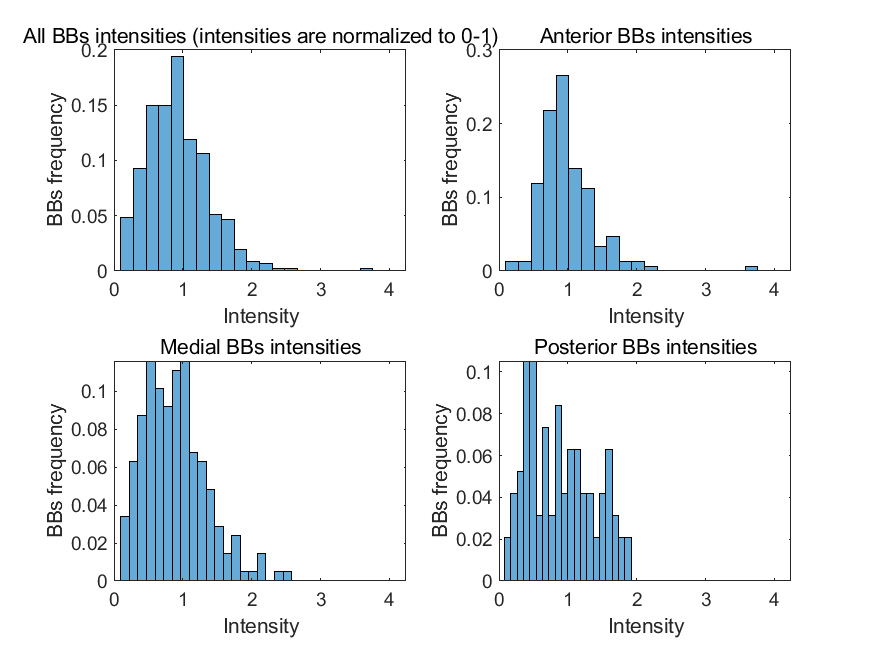 All BBs intensities (intensities are normalized to 0-1)
0.2
0.15
0.1
0.05
0
0 1 2 3 4
BBs frequency
Intensity
Anterior BBs intensities
0.3
0.2
0.1
0
0 1 2 3 4
BBs frequency
Intensity
Medial BBs intensities
0.1
0.08
0.06
0.04
0.02
0
0 1 2 3 4
BBs frequency
Intensity
Posterior BBs intensities
0.1
0.08
0.06
0.04
0.02
0
0 1 2 3 4
BBs frequency
Intensity